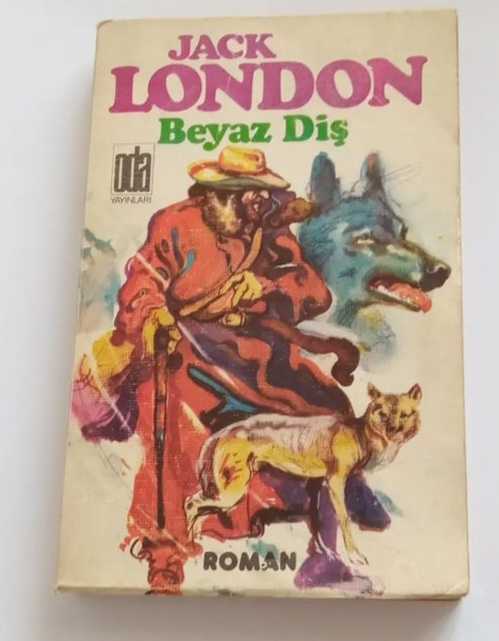 JACK
LONDON
Beyaz Diş
oda
YAYINLARI
ROMAN